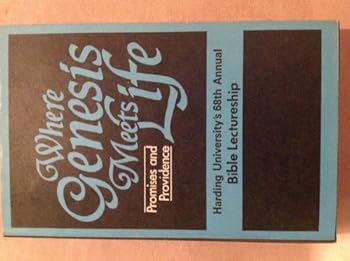 Where
Genesis
Meets
Life
Promises and
Providence
Harding University's 68th Annual
Bible Lectureship